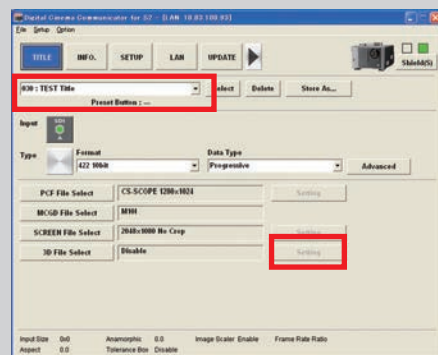 Digital Cinema Communicator for S2 - [LAN 10.83.100.93]
File Setup Option
TITLE INFO. SETUP LAN UPDATE Shield(S)
030 : TEST Title Select Delete Store As...
Preset Button : ---
Input SDI A
Type Format Data Type
422 10bit Progressive Advanced
PCF File Select CS-SCOPE 1200x1024 Setting
MCGD File Select
SCREEN File Select 2048x1080 No Crop Setting
3D File Select Disable Setting
Input Size 0x0 Anamorphic 0.0 Image Scaler Enable Frame Rate Ratio
Aspect 0.0 Tolerance Box Disable